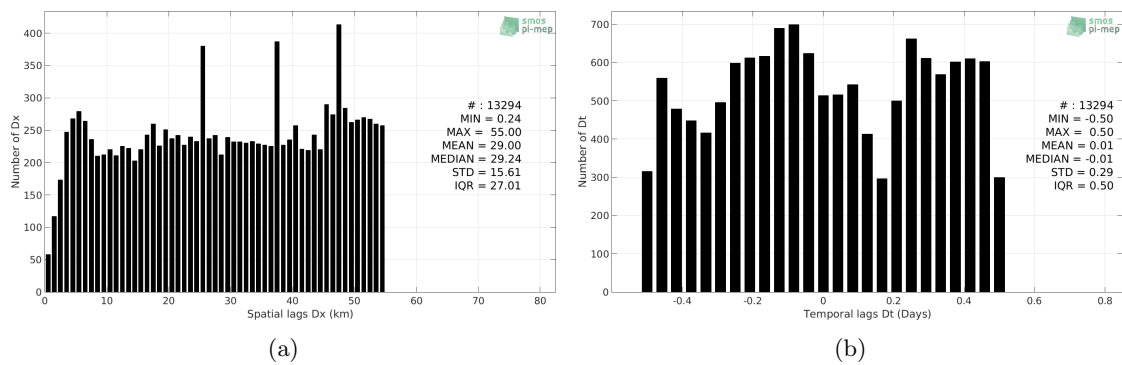 smos
pi-mep
400
350
300
250
200
150
100
50
0
Number of Dx
# : 13294
MIN = 0.24
MAX = 55.00
MEAN = 29.00
MEDIAN = 29.24
STD = 15.61
IQR = 27.01
0 10 20 30 40 50 60 70 80
Spatial lags Dx (km)
(a)
smos
pi-mep
700
600
500
400
300
200
100
0
Number of Dt
# : 13294
MIN = -0.50
MAX = 0.50
MEAN = 0.01
MEDIAN = -0.01
STD = 0.29
IQR = 0.50
-0.4 -0.2 0 0.2 0.4 0.6 0.8
Temporal lags Dt (Days)
(b)